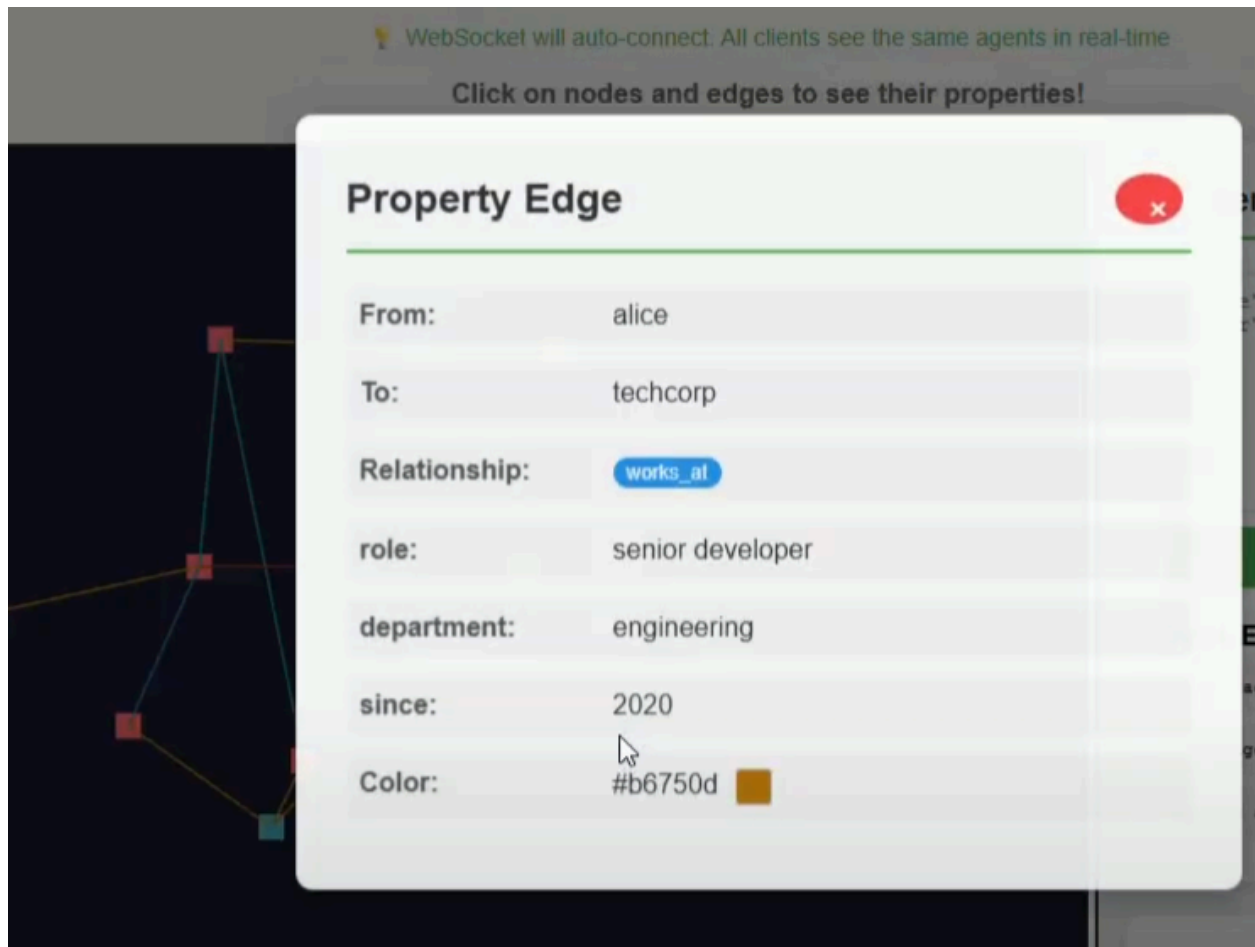 WebSocket will auto-connect. All clients see the same agents in real-time
Click on nodes and edges to see their properties!
Property Edge
×
From: alice
To: techcorp
Relationship: works_at
role: senior developer
department: engineering
since: 2020
Color: #b6750d